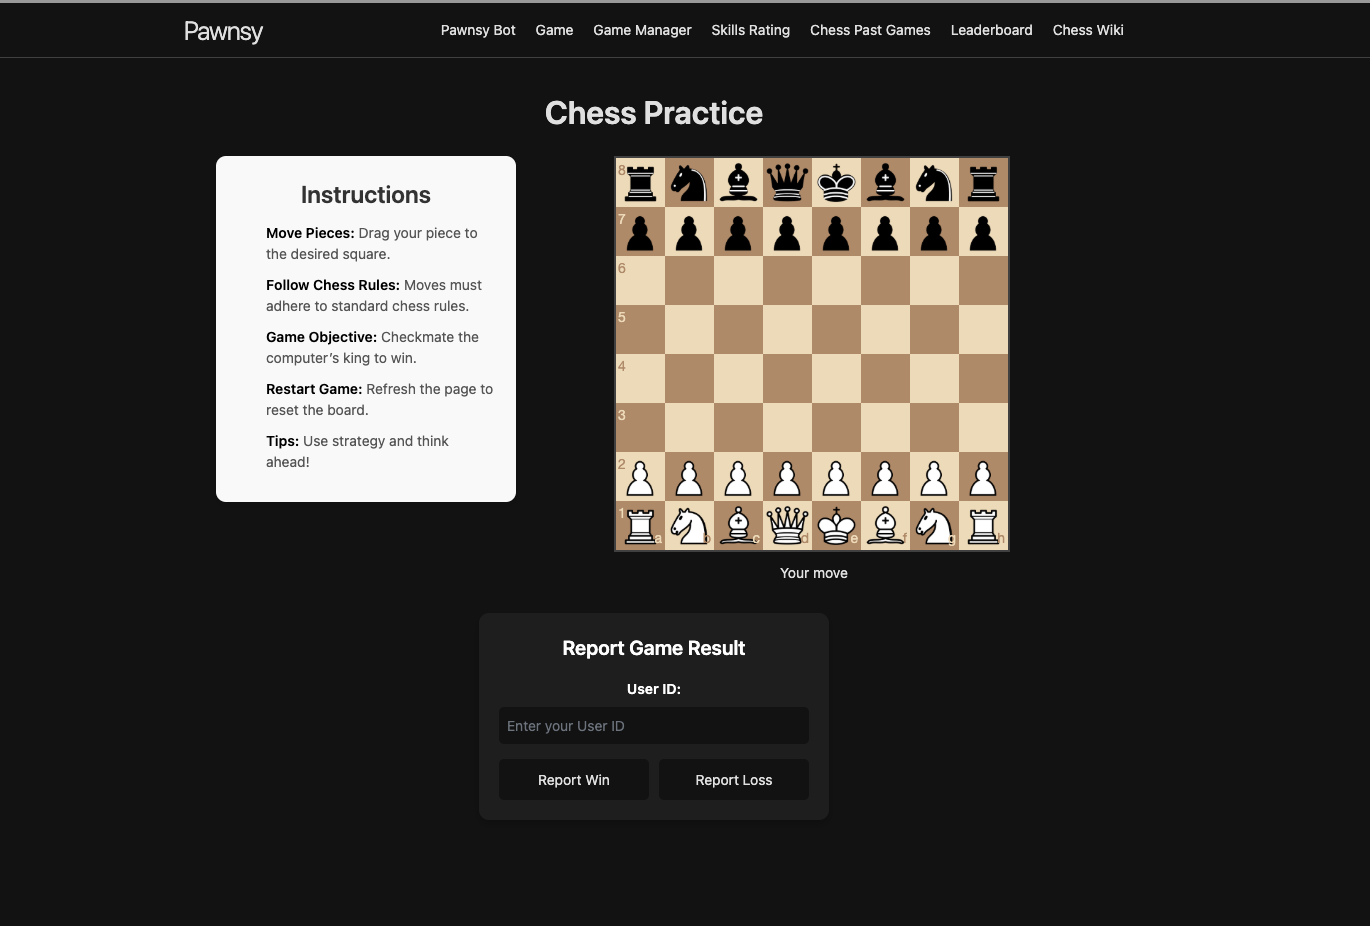 Pawnsy
Pawnsy Bot Game Game Manager Skills Rating Chess Past Games Leaderboard Chess Wiki
Chess Practice
Instructions
Move Pieces: Drag your piece to
the desired square.
Follow Chess Rules: Moves must
adhere to standard chess rules.
Game Objective: Checkmate the
computer’s king to win.
Restart Game: Refresh the page to
reset the board.
Tips: Use strategy and think
ahead!
8
7
6
5
4
3
2
1
a b c d e f g h
Your move
Report Game Result
User ID:
Enter your User ID
Report Win Report Loss